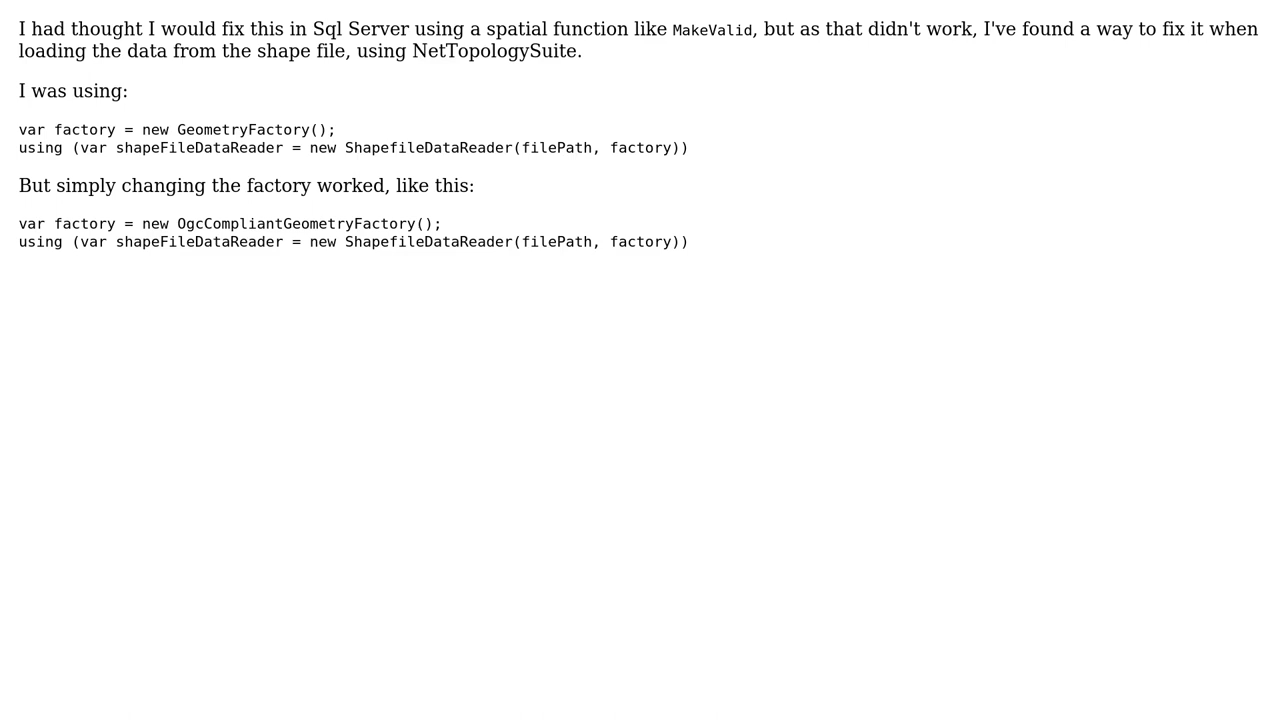 I had thought I would fix this in Sql Server using a spatial function like MakeValid, but as that didn't work, I've found a way to fix it when
loading the data from the shape file, using NetTopologySuite.
I was using:
var factory = new GeometryFactory();
using (var shapeFileDataReader = new ShapefileDataReader(filePath, factory))
But simply changing the factory worked, like this:
var factory = new OgcCompliantGeometryFactory();
using (var shapeFileDataReader = new ShapefileDataReader(filePath, factory))